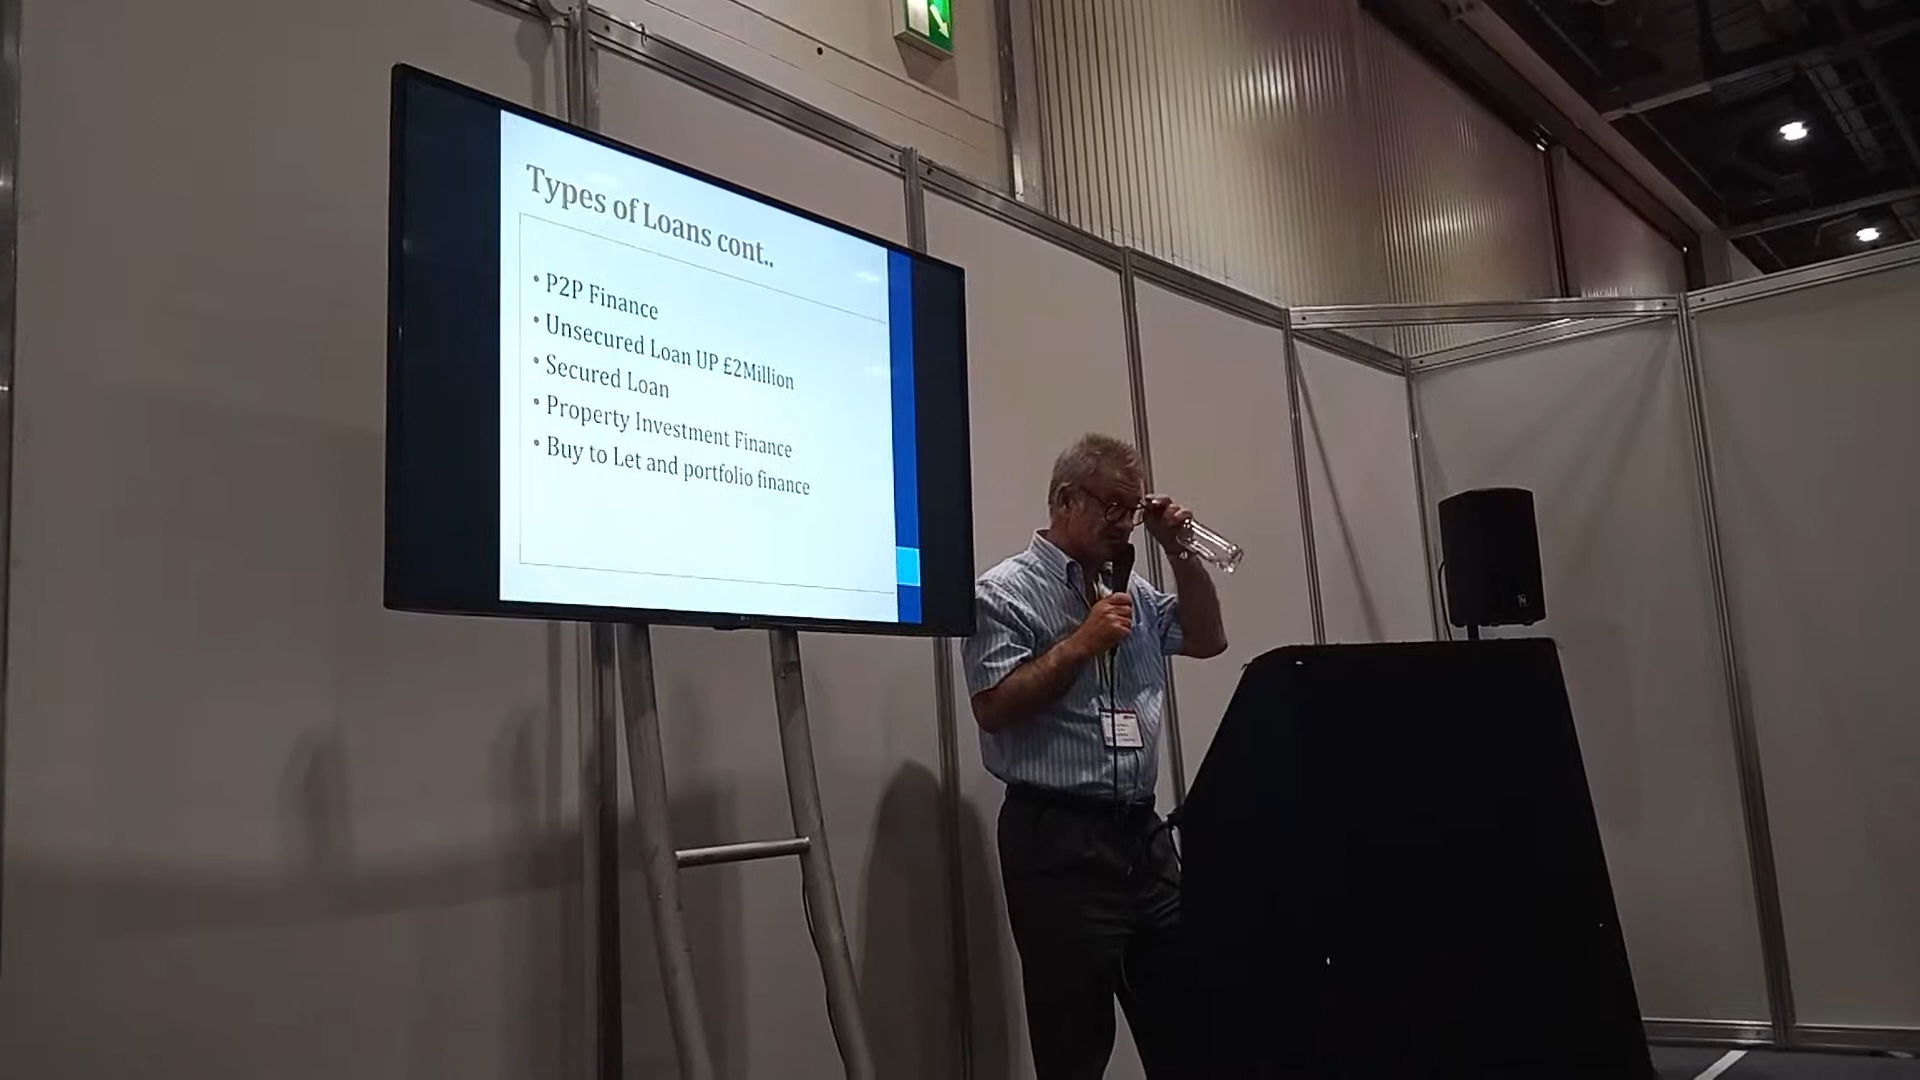 Types of Loans cont..
• P2P Finance
• Unsecured Loan UP £2Million
• Secured Loan
• Property Investment Finance
• Buy to Let and portfolio finance